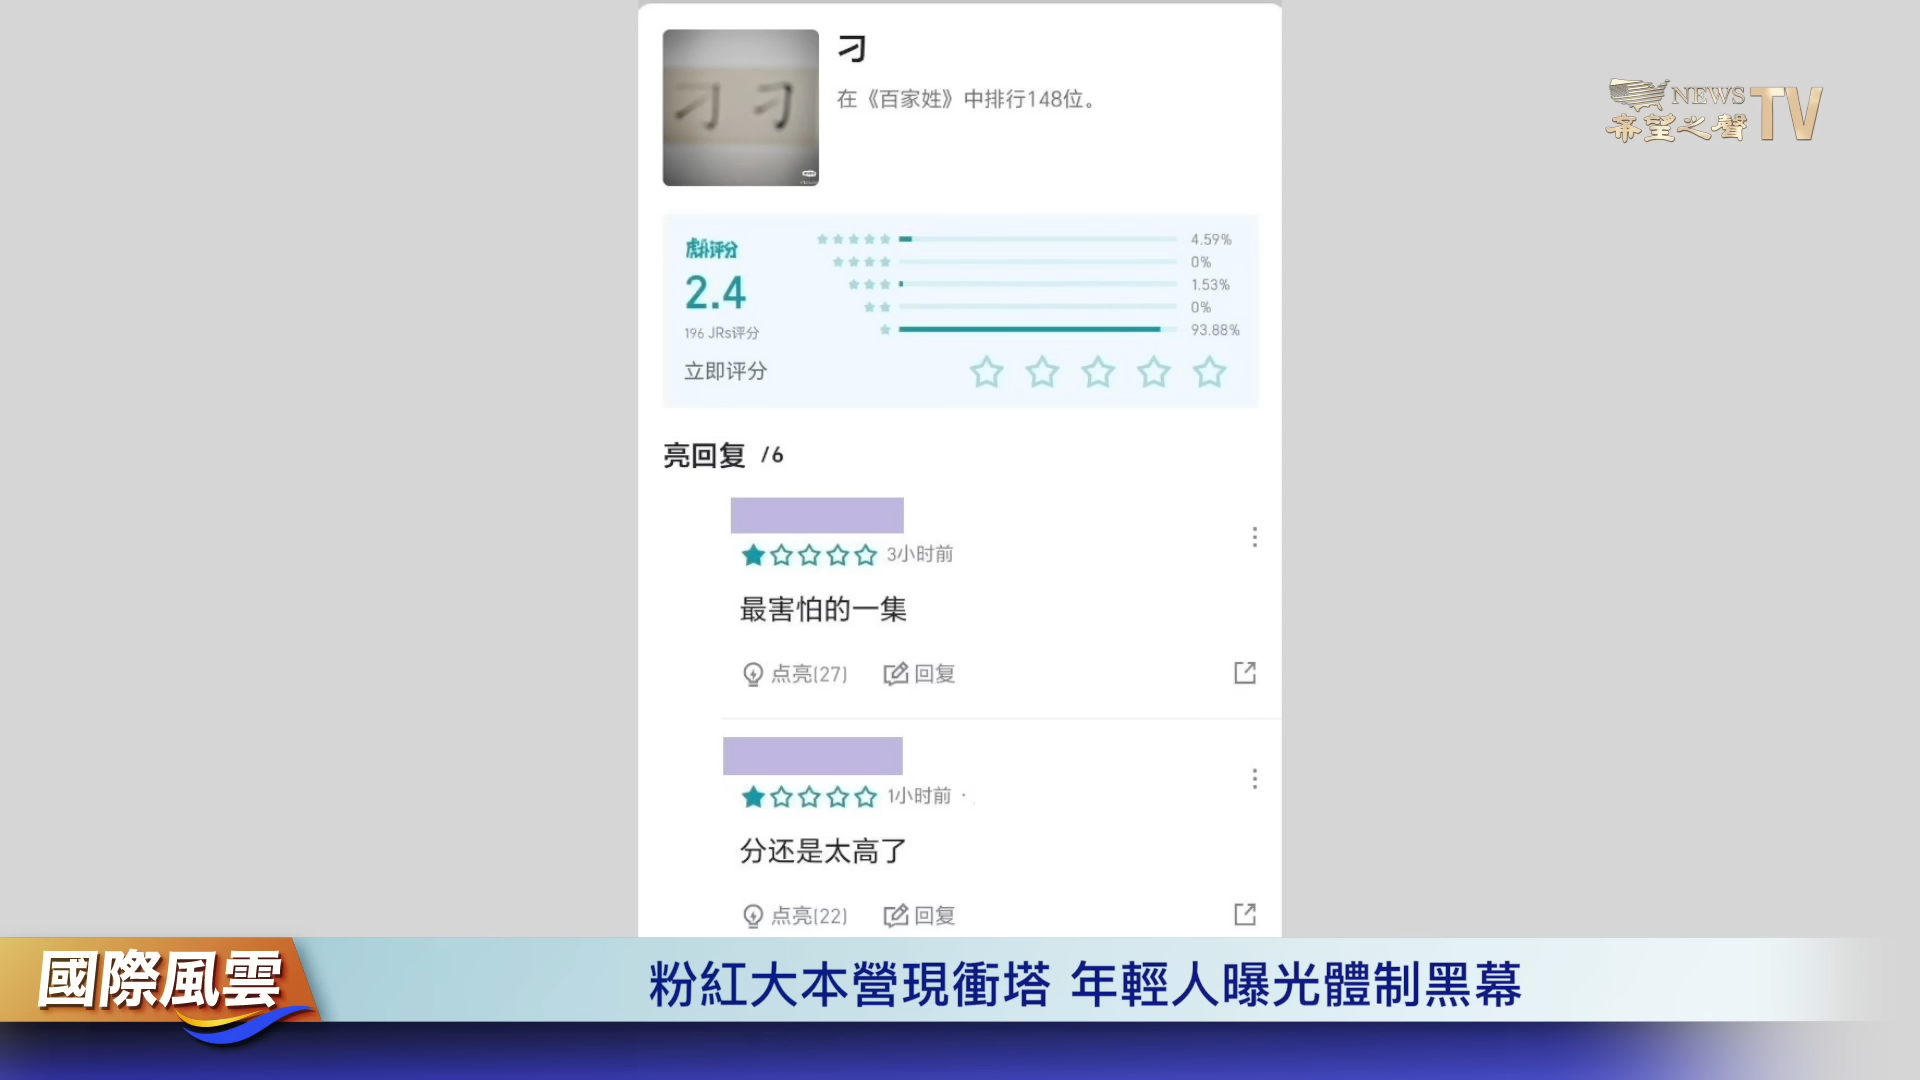 刁
在《百家姓》中排行148位。
刁 刁
NEWS
希望之聲TV
虎扑评分
2.4
196 JRs评分
4.59%
0%
1.53%
0%
93.88%
立即评分
亮回复 /6
3小时前
最害怕的一集
点亮(27) 回复
1小时前 ·
分还是太高了
点亮(22) 回复
國際風雲
粉紅大本營現衝塔 年輕人曝光體制黑幕